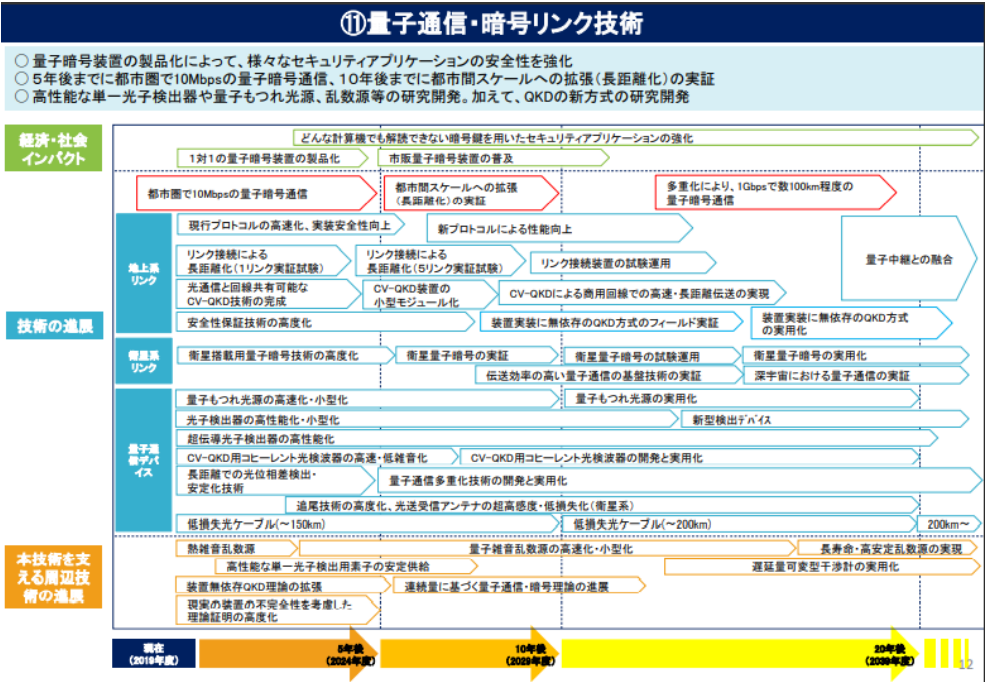 ⑪量子通信・暗号リンク技術
○ 量子暗号装置の製品化によって、様々なセキュリティアプリケーションの安全性を強化
○ 5年後までに都市圏で10Mbpsの量子暗号通信、10年後までに都市間スケールへの拡張(長距離化)の実証
○ 高性能な単一光子検出器や量子もつれ光源、乱数源等の研究開発。加えて、QKDの新方式の研究開発
経済・社会
インパクト
どんな計算機でも解読できない暗号鍵を用いたセキュリティアプリケーションの強化
1対1の量子暗号装置の製品化
市販量子暗号装置の普及
都市圏で10Mbpsの量子暗号通信
都市間スケールへの拡張
(長距離化)の実証
多重化により、1Gbpsで数100km程度の
量子暗号通信
技術の進展
地上系
リンク
現行プロトコルの高速化、実装安全性向上
新プロトコルによる性能向上
量子中継との融合
リンク接続による
長距離化(1リンク実証試験)
リンク接続による
長距離化(5リンク実証試験)
リンク接続装置の試験運用
光通信と回線共有可能な
CV-QKD技術の完成
CV-QKD装置の
小型モジュール化
CV-QKDによる商用回線での高速・長距離伝送の実現
安全性保証技術の高度化
装置実装に無依存のQKD方式のフィールド実証
装置実装に無依存のQKD方式
の実用化
衛星系
リンク
衛星搭載用量子暗号技術の高度化
衛星量子暗号の実証
衛星量子暗号の試験運用
衛星量子暗号の実用化
伝送効率の高い量子通信の基盤技術の実証
深宇宙における量子通信の実証
量子通
信デバ
イス
量子もつれ光源の高速化・小型化
量子もつれ光源の実用化
光子検出器の高性能化・小型化
新型検出デバイス
超伝導光子検出器の高性能化
CV-QKD用コヒーレント光検波器の高速・低雑音化
CV-QKD用コヒーレント光検波器の開発と実用化
長距離での光位相差検出・
安定化技術
量子通信多重化技術の開発と実用化
追尾技術の高度化、光送受信アンテナの超高感度・低損失化(衛星系)
低損失光ケーブル(~150km)
低損失光ケーブル(~200km)
200km~
本技術を支
える周辺技
術の進展
熱雑音乱数源
量子雑音乱数源の高速化・小型化
長寿命・高安定乱数源の実現
高性能な単一光子検出用素子の安定供給
遅延量可変型干渉計の実用化
装置無依存QKD理論の拡張
連続量に基づく量子通信・暗号理論の進展
現実の装置の不完全性を考慮した
理論証明の高度化
現在
(2019年度)
5年後
(2024年度)
10年後
(2029年度)
20年後
(2039年度)
12